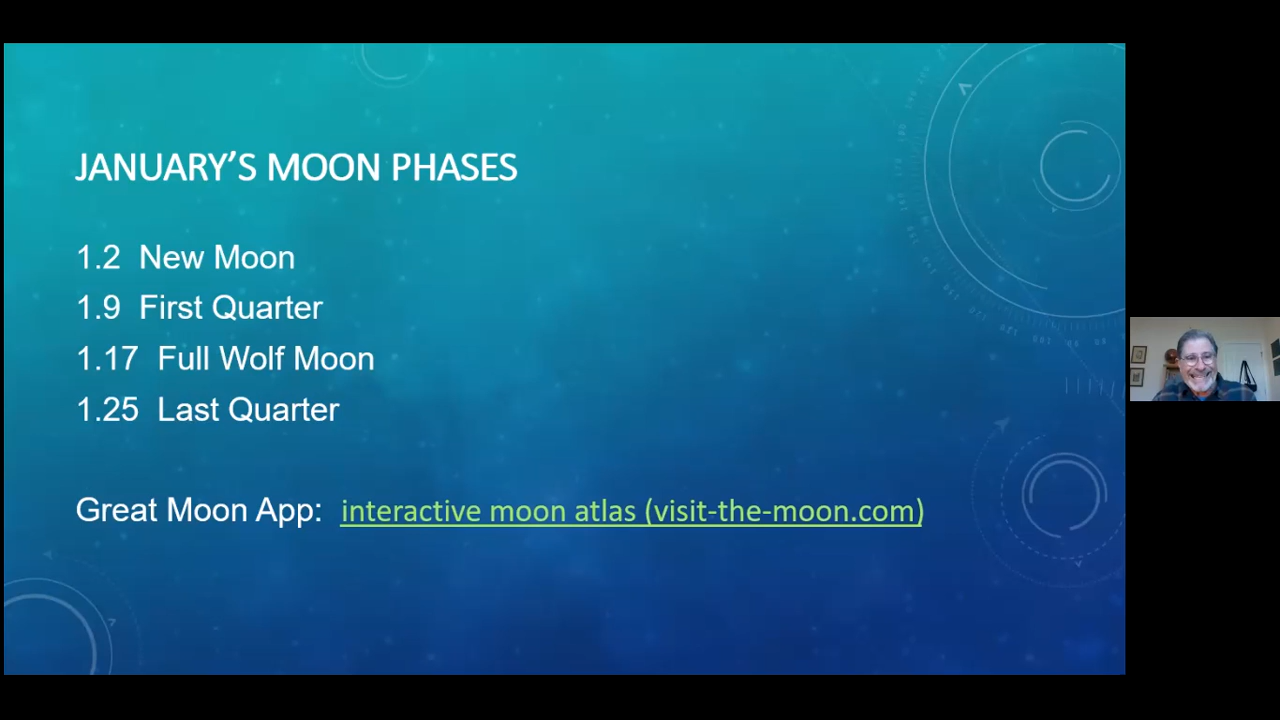 JANUARY’S MOON PHASES
1.2 New Moon
1.9 First Quarter
1.17 Full Wolf Moon
1.25 Last Quarter
Great Moon App: interactive moon atlas (visit-the-moon.com)